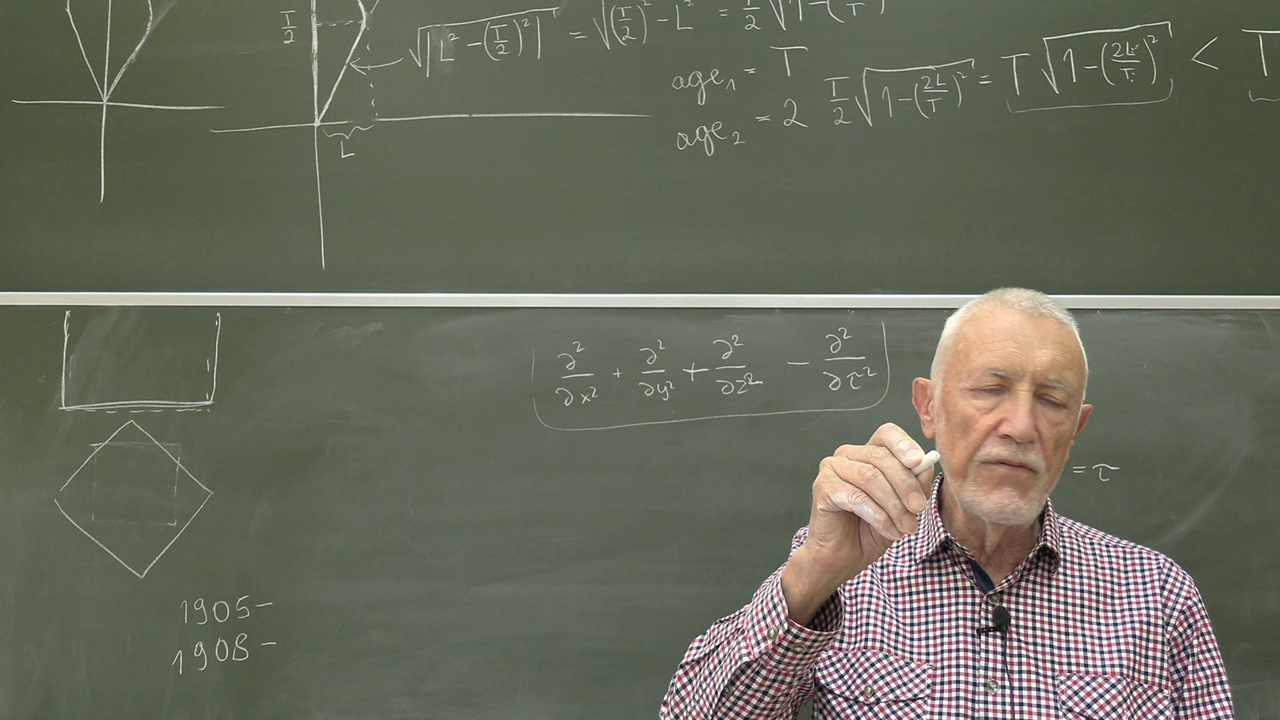 T/2
√|L² − (T/2)²| = √(T/2)² − L² = T/2 √1−(
age₁ = T
age₂ = 2 T/2 √1−(2L/T)² = T √1−(2L/T)² < T
L
∂²/∂x² + ∂²/∂y² + ∂²/∂z² − ∂²/∂τ²
= τ
1905−
1908−